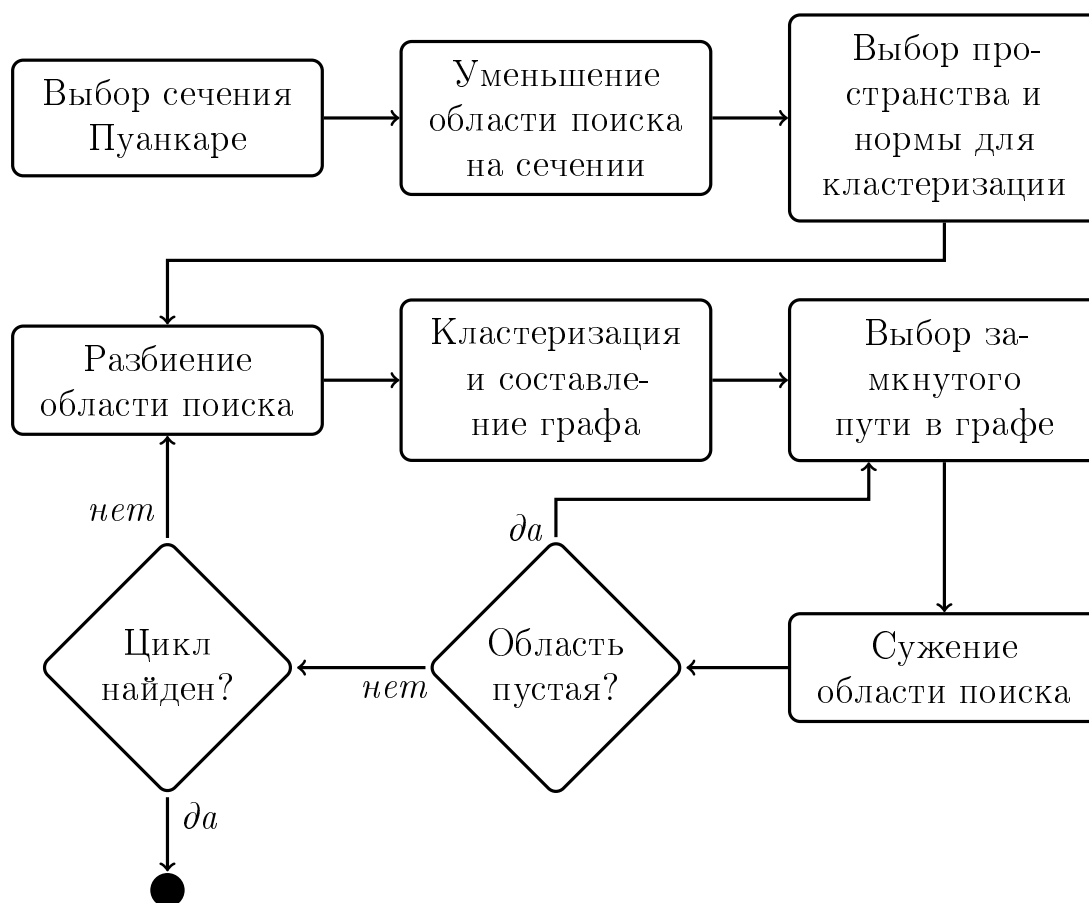 Выбор сечения
Пуанкаре
Уменьшение
области поиска
на сечении
Выбор про-
странства и
нормы для
кластеризации
Разбиение
области поиска
Кластеризация
и составле-
ние графа
Выбор за-
мкнутого
пути в графе
нет
да
Цикл
найден?
нет
Область
пустая?
Сужение
области поиска
да